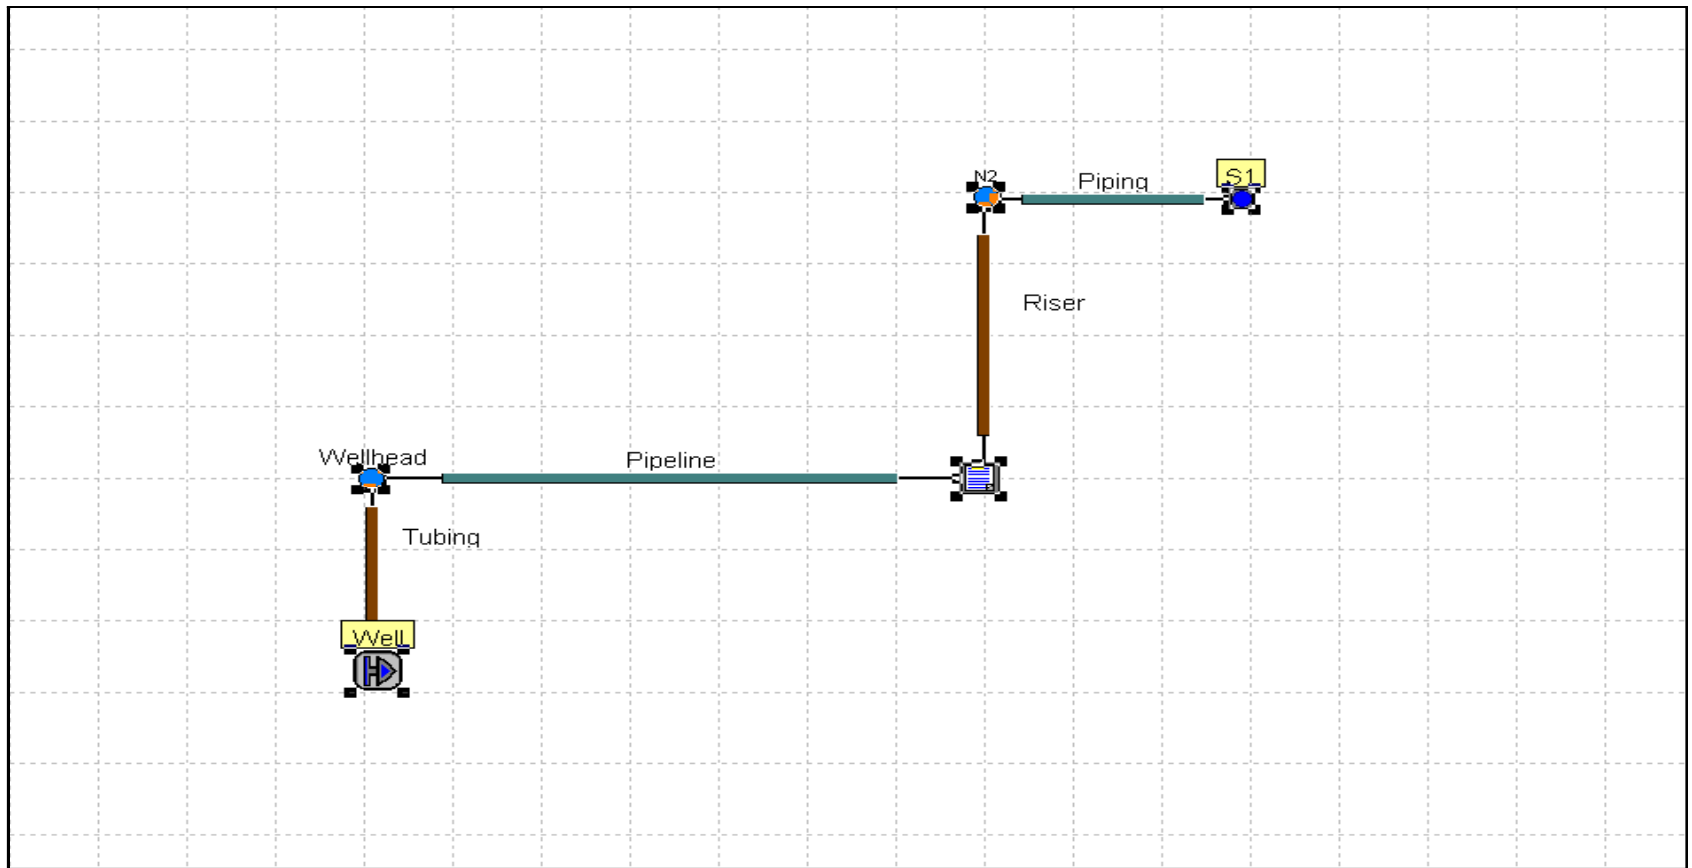 N2
Piping
S1
Riser
Wellhead
Pipeline
Tubing
Well